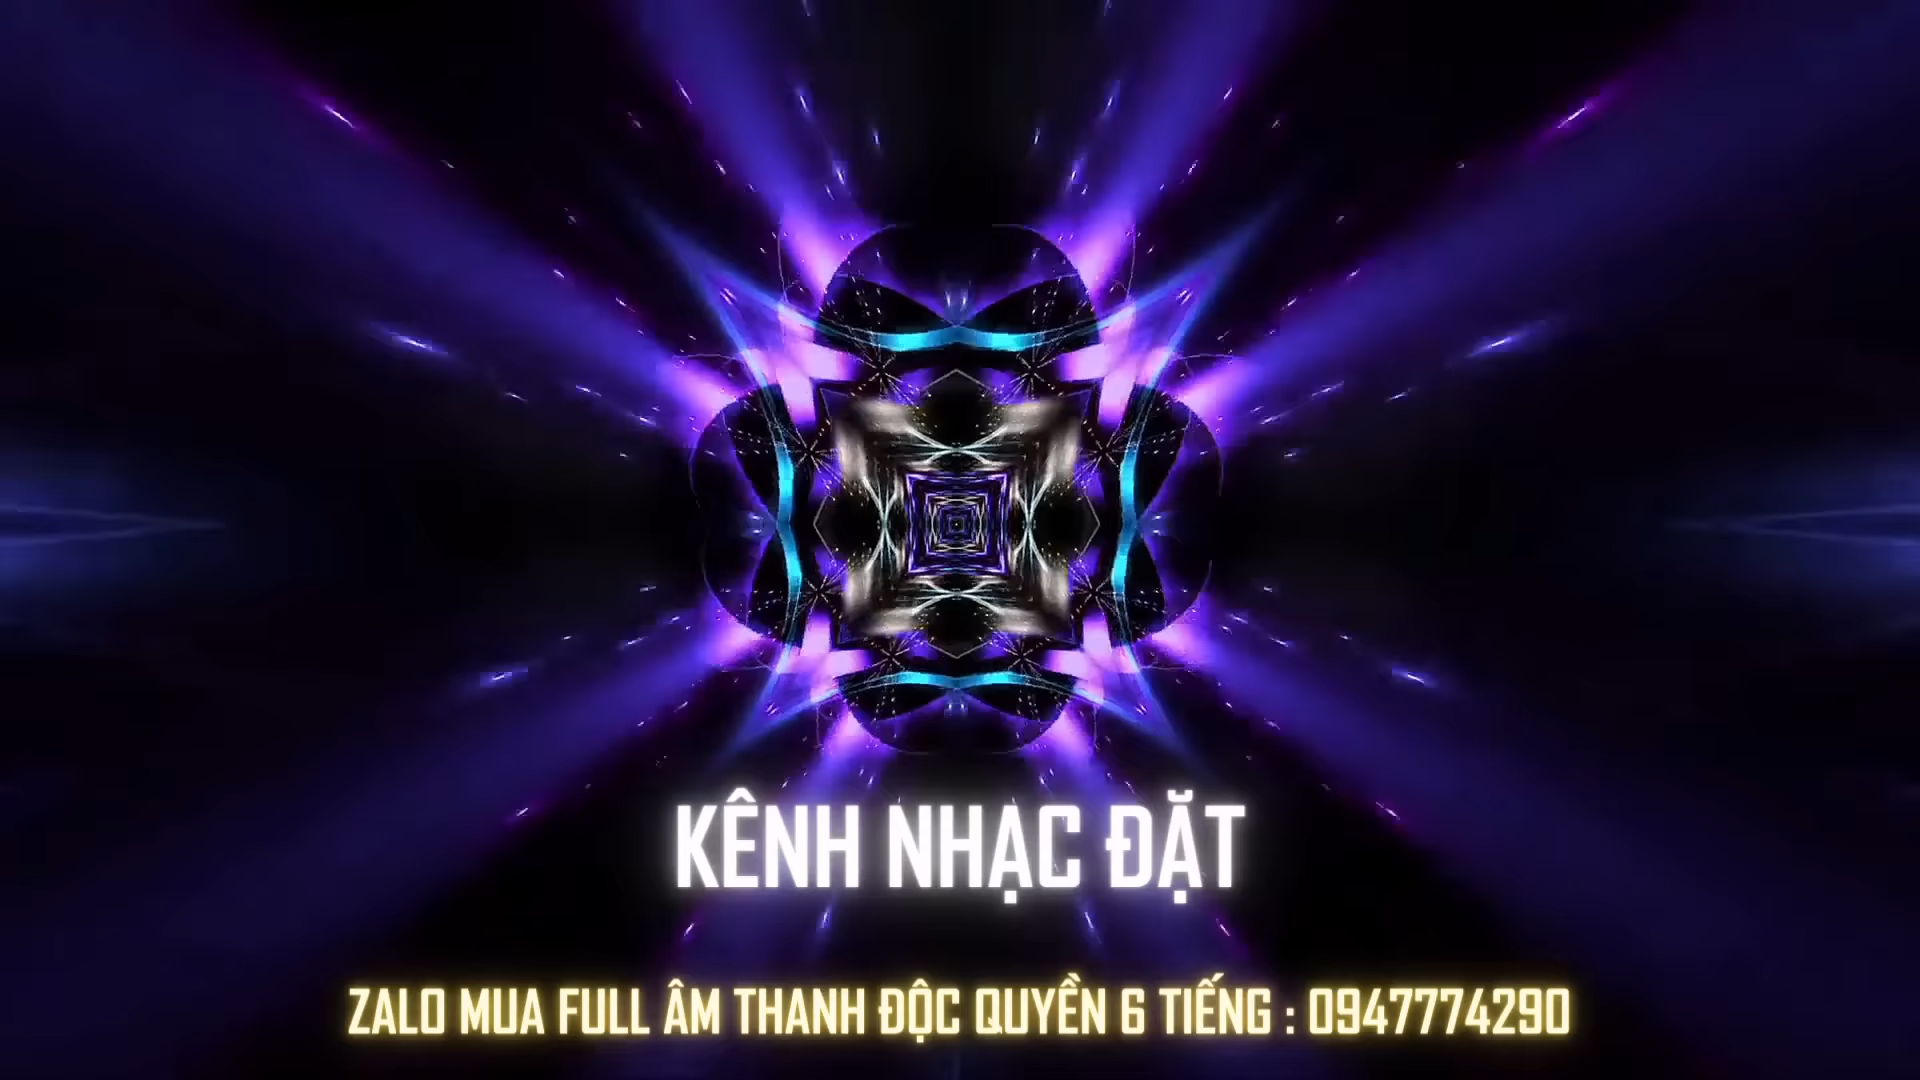 KÊNH NHẠC ĐẶT
ZALO MUA FULL ÂM THANH ĐỘC QUYỀN 6 TIẾNG : 0947774290